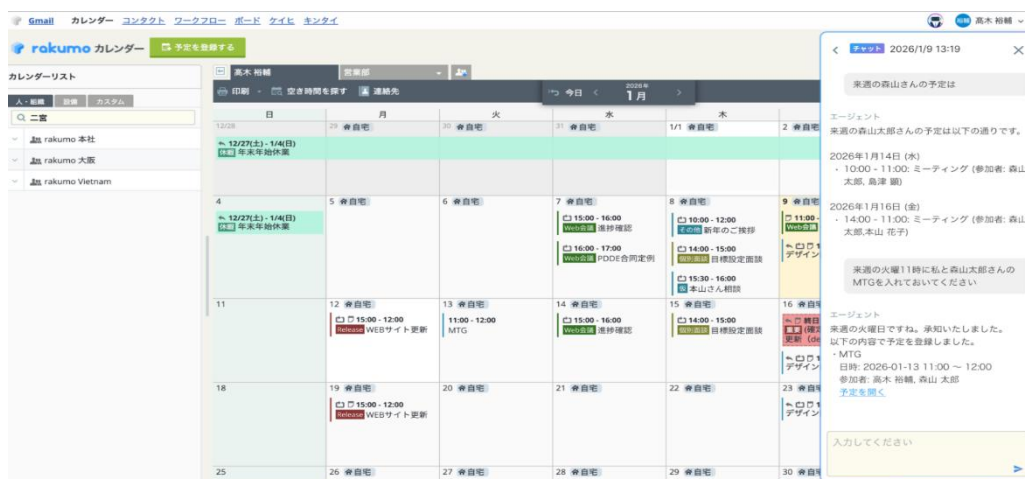 Gmail カレンダー コンタクト ワークフロー ボード ケイヒ キンタイ
高木 裕輔
rakumo カレンダー
予定を登録する
カレンダーリスト
人・組織 設備 カスタム
二宮
rakumo 本社
rakumo 大阪
rakumo Vietnam
高木 裕輔 営業部
印刷 空き時間を探す 連絡先
今日 2026年
1月
日 月 火 水 木
12/28 29 自宅 30 自宅 31 自宅 1/1 自宅 2 自宅
12/27(土) - 1/4(日)
休暇 年末年始休業
4 5 自宅 6 自宅 7 自宅 8 自宅 9 自宅
12/27(土) - 1/4(日)
休暇 年末年始休業
15:00 - 16:00
Web会議 進捗確認
16:00 - 17:00
Web会議 PDDE合同定例
10:00 - 12:00
その他 新年のご挨拶
14:00 - 15:00
個別面談 目標設定面談
15:30 - 16:00
仮 本山さん相談
11:00 -
Web会議
デザイン
11 12 自宅 13 自宅 14 自宅 15 自宅 16 自宅
15:00 - 12:00
Release WEBサイト更新
11:00 - 12:00
MTG
15:00 - 16:00
Web会議 進捗確認
14:00 - 15:00
個別面談 目標設定面談
終日
重要 (確定
更新 (de
デザイン
18 19 自宅 20 自宅 21 自宅 22 自宅 23 自宅
15:00 - 12:00
Release WEBサイト更新
デザイン
25 26 自宅 27 自宅 28 自宅 29 自宅 30 自宅
チャット 2026/1/9 13:19
来週の森山さんの予定は
エージェント
来週の森山太郎さんの予定は以下の通りです。
2026年1月14日 (水)
・ 10:00 - 11:00: ミーティング (参加者: 森山
太郎, 島津 顕)
2026年1月16日 (金)
・ 14:00 - 11:00: ミーティング (参加者: 森山
太郎,本山 花子)
来週の火曜11時に私と森山太郎さんの
MTGを入れておいてください
エージェント
来週の火曜日ですね。承知いたしました。
以下の内容で予定を登録しました。
・MTG
日時: 2026-01-13 11:00 ～ 12:00
参加者: 高木 裕輔, 森山 太郎
予定を開く
入力してください